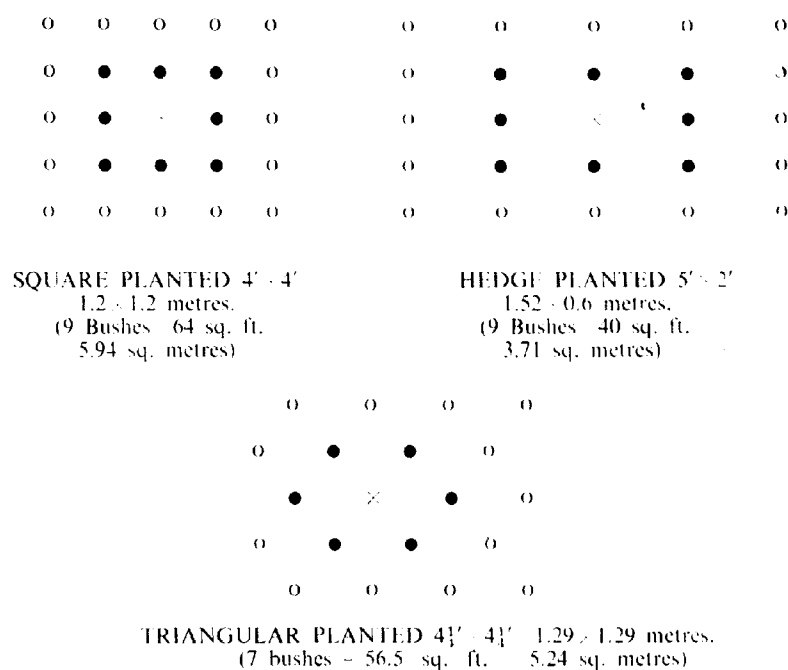 SQUARE PLANTED 4' × 4'
1.2 × 1.2 metres.
(9 Bushes 64 sq. ft.
5.94 sq. metres)
HEDGE PLANTED 5' × 2'
1.52 × 0.6 metres.
(9 Bushes 40 sq. ft.
3.71 sq. metres)
TRIANGULAR PLANTED 4¼' × 4¼' 1.29 × 1.29 metres.
(7 bushes – 56.5 sq. ft. 5.24 sq. metres)